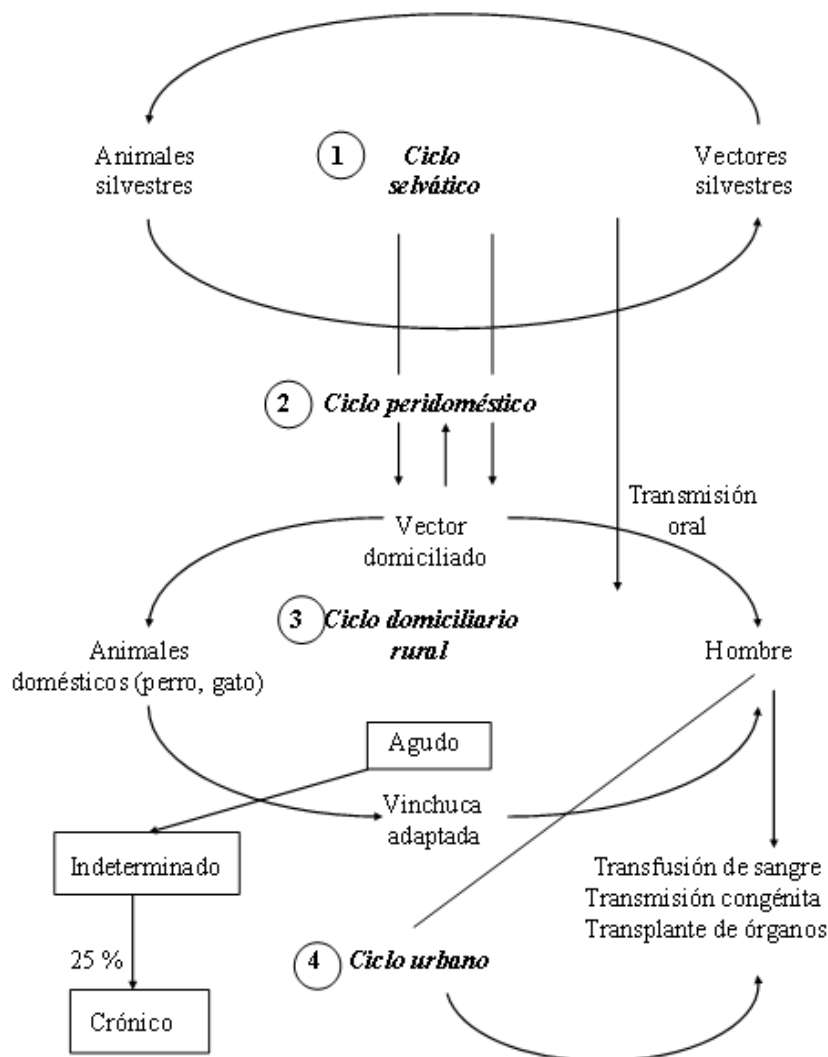 Animales
silvestres
1
Ciclo
selvático
Vectores
silvestres
2
Ciclo peridoméstico
Transmisión
oral
Vector
domiciliado
3
Ciclo domiciliario
rural
Animales
domésticos (perro, gato)
Hombre
Agudo
Vinchuca
adaptada
Indeterminado
Transfusión de sangre
Transmisión congénita
Transplante de órganos
25 %
4
Ciclo urbano
Crónico